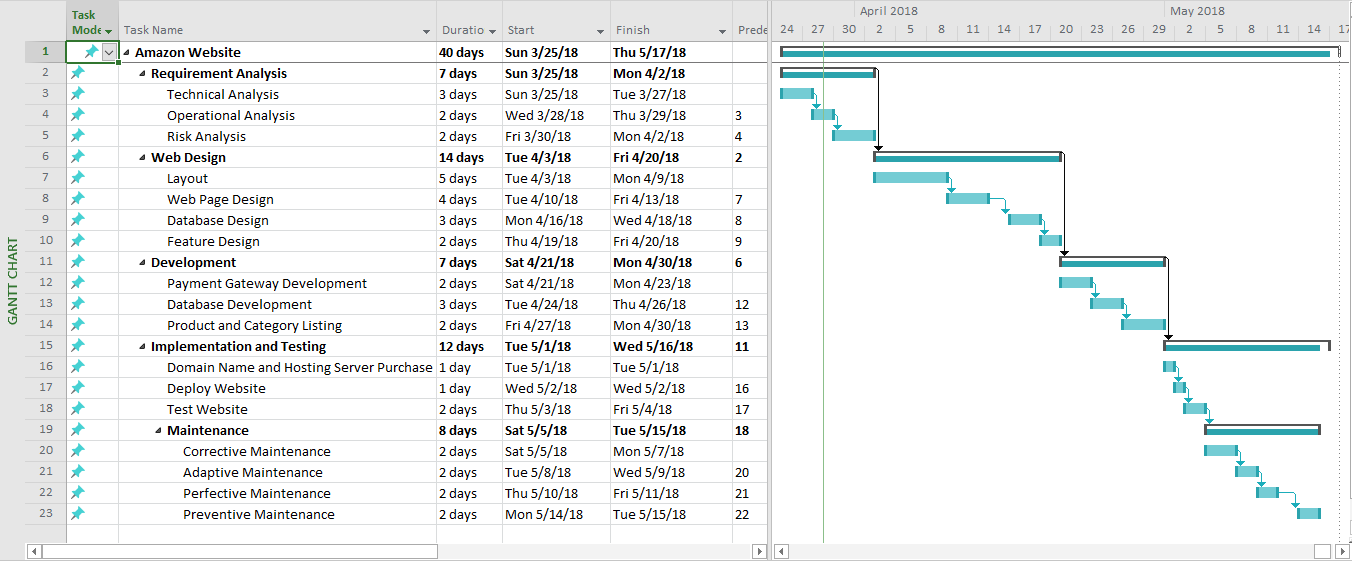 Task Mode Task Name Duratio Start Finish Prede
April 2018 May 2018
24 27 30 2 5 8 11 14 17 20 23 26 29 2 5 8 11 14 17
1 Amazon Website 40 days Sun 3/25/18 Thu 5/17/18
2 Requirement Analysis 7 days Sun 3/25/18 Mon 4/2/18
3 Technical Analysis 3 days Sun 3/25/18 Tue 3/27/18
4 Operational Analysis 2 days Wed 3/28/18 Thu 3/29/18 3
5 Risk Analysis 2 days Fri 3/30/18 Mon 4/2/18 4
6 Web Design 14 days Tue 4/3/18 Fri 4/20/18 2
7 Layout 5 days Tue 4/3/18 Mon 4/9/18
8 Web Page Design 4 days Tue 4/10/18 Fri 4/13/18 7
9 Database Design 3 days Mon 4/16/18 Wed 4/18/18 8
10 Feature Design 2 days Thu 4/19/18 Fri 4/20/18 9
11 Development 7 days Sat 4/21/18 Mon 4/30/18 6
12 Payment Gateway Development 2 days Sat 4/21/18 Mon 4/23/18
13 Database Development 3 days Tue 4/24/18 Thu 4/26/18 12
14 Product and Category Listing 2 days Fri 4/27/18 Mon 4/30/18 13
15 Implementation and Testing 12 days Tue 5/1/18 Wed 5/16/18 11
16 Domain Name and Hosting Server Purchase 1 day Tue 5/1/18 Tue 5/1/18
17 Deploy Website 1 day Wed 5/2/18 Wed 5/2/18 16
18 Test Website 2 days Thu 5/3/18 Fri 5/4/18 17
19 Maintenance 8 days Sat 5/5/18 Tue 5/15/18 18
20 Corrective Maintenance 2 days Sat 5/5/18 Mon 5/7/18
21 Adaptive Maintenance 2 days Tue 5/8/18 Wed 5/9/18 20
22 Perfective Maintenance 2 days Thu 5/10/18 Fri 5/11/18 21
23 Preventive Maintenance 2 days Mon 5/14/18 Tue 5/15/18 22
GANTT CHART